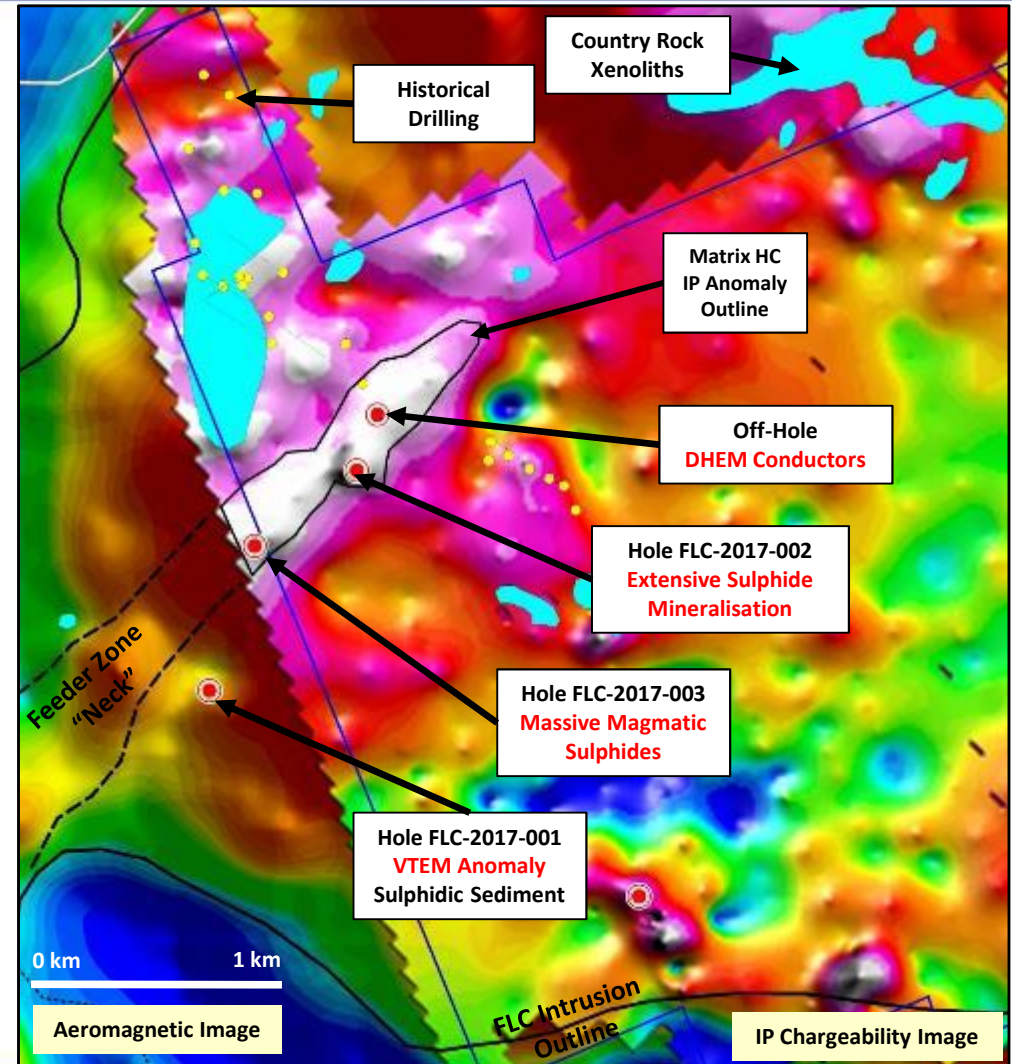 Country Rock
Xenoliths
Historical
Drilling
Matrix HC
IP Anomaly
Outline
Off-Hole
DHEM Conductors
Hole FLC-2017-002
Extensive Sulphide
Mineralisation
Feeder Zone
“Neck”
Hole FLC-2017-003
Massive Magmatic
Sulphides
Hole FLC-2017-001
VTEM Anomaly
Sulphidic Sediment
0 km
1 km
FLC Intrusion
Outline
Aeromagnetic Image
IP Chargeability Image